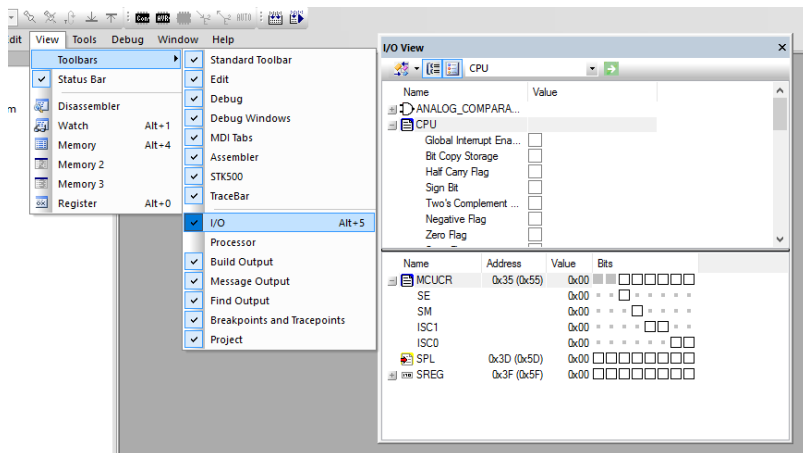 Con AVR AUTO
dit View Tools Debug Window Help
Toolbars
Status Bar
m
Disassembler
Watch Alt+1
Memory Alt+4
Memory 2
Memory 3
Register Alt+0
Standard Toolbar
Edit
Debug
Debug Windows
MDI Tabs
Assembler
STK500
TraceBar
I/O Alt+5
Processor
Build Output
Message Output
Find Output
Breakpoints and Tracepoints
Project
I/O View
CPU
Name Value
ANALOG_COMPARA...
CPU
Global Interrupt Ena...
Bit Copy Storage
Half Carry Flag
Sign Bit
Two's Complement ...
Negative Flag
Zero Flag
Name Address Value Bits
MCUCR 0x35 (0x55) 0x00
SE 0x00
SM 0x00
ISC1 0x00
ISC0 0x00
SPL 0x3D (0x5D) 0x00
SREG 0x3F (0x5F) 0x00